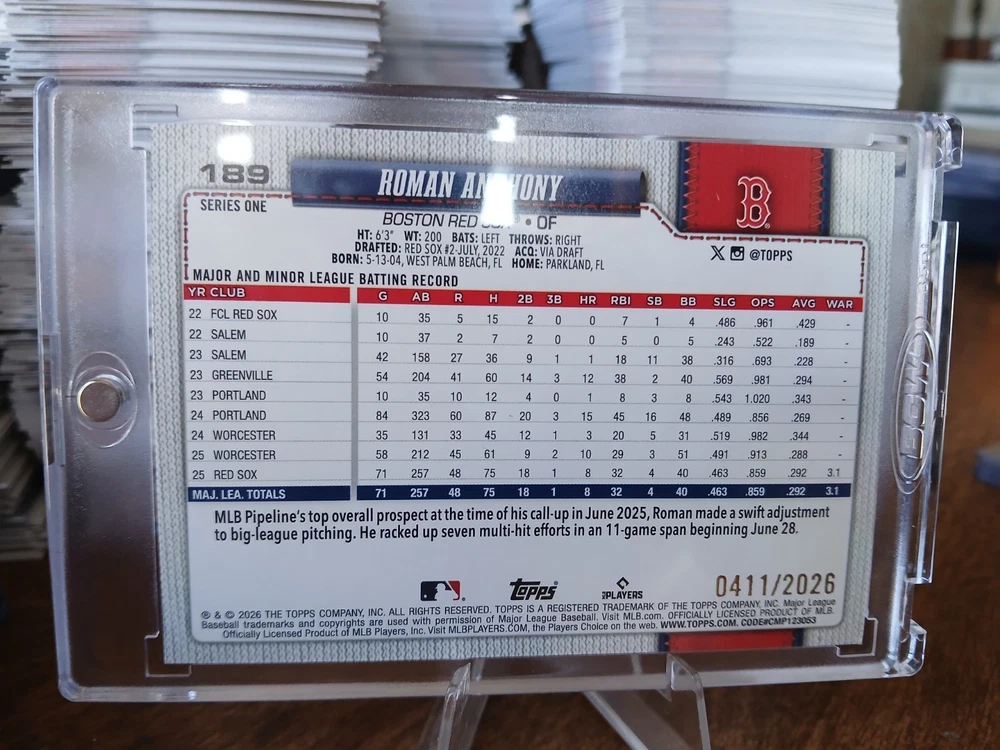 189
ROMAN ANTHONY
SERIES ONE
BOSTON RED SOX • OF
HT: 6'3" WT: 200 BATS: LEFT THROWS: RIGHT
DRAFTED: RED SOX #2-JULY, 2022 ACQ: VIA DRAFT
BORN: 5-13-04, WEST PALM BEACH, FL HOME: PARKLAND, FL
B
X @TOPPS
MAJOR AND MINOR LEAGUE BATTING RECORD
YR CLUB G AB R H 2B 3B HR RBI SB BB SLG OPS AVG WAR
22 FCL RED SOX 10 35 5 15 2 0 0 7 1 4 .486 .961 .429 -
22 SALEM 10 37 2 7 2 0 0 5 0 5 .243 .522 .189 -
23 SALEM 42 158 27 36 9 1 1 18 11 38 .316 .693 .228 -
23 GREENVILLE 54 204 41 60 14 3 12 38 2 40 .569 .981 .294 -
23 PORTLAND 10 35 10 12 4 0 1 8 3 8 .543 1.020 .343 -
24 PORTLAND 84 323 60 87 20 3 15 45 16 48 .489 .856 .269 -
24 WORCESTER 35 131 33 45 12 1 3 20 5 31 .519 .982 .344 -
25 WORCESTER 58 212 45 61 9 2 10 29 3 51 .491 .913 .288 -
25 RED SOX 71 257 48 75 18 1 8 32 4 40 .463 .859 .292 3.1
MAJ. LEA. TOTALS 71 257 48 75 18 1 8 32 4 40 .463 .859 .292 3.1
MLB Pipeline's top overall prospect at the time of his call-up in June 2025, Roman made a swift adjustment
to big-league pitching. He racked up seven multi-hit efforts in an 11-game span beginning June 28.
Topps
PLAYERS
0411/2026
® & © 2026 THE TOPPS COMPANY, INC. ALL RIGHTS RESERVED. TOPPS IS A REGISTERED TRADEMARK OF THE TOPPS COMPANY, INC. Major League
Baseball trademarks and copyrights are used with permission of Major League Baseball. Visit MLB.com. OFFICIALLY LICENSED PRODUCT OF MLB.
Officially Licensed Product of MLB Players, Inc. Visit MLBPLAYERS.COM, the Players Choice on the web. WWW.TOPPS.COM. CODE#CMP123053
BCW